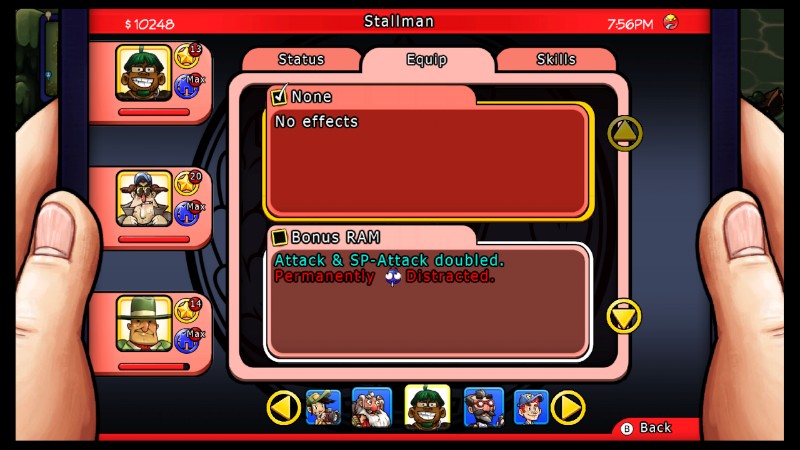 $10248
Stallman
7:56PM
13
Max
Status
Equip
Skills
None
No effects
20
Max
Bonus RAM
Attack & SP-Attack doubled.
Permanently Distracted.
14
Max
B Back